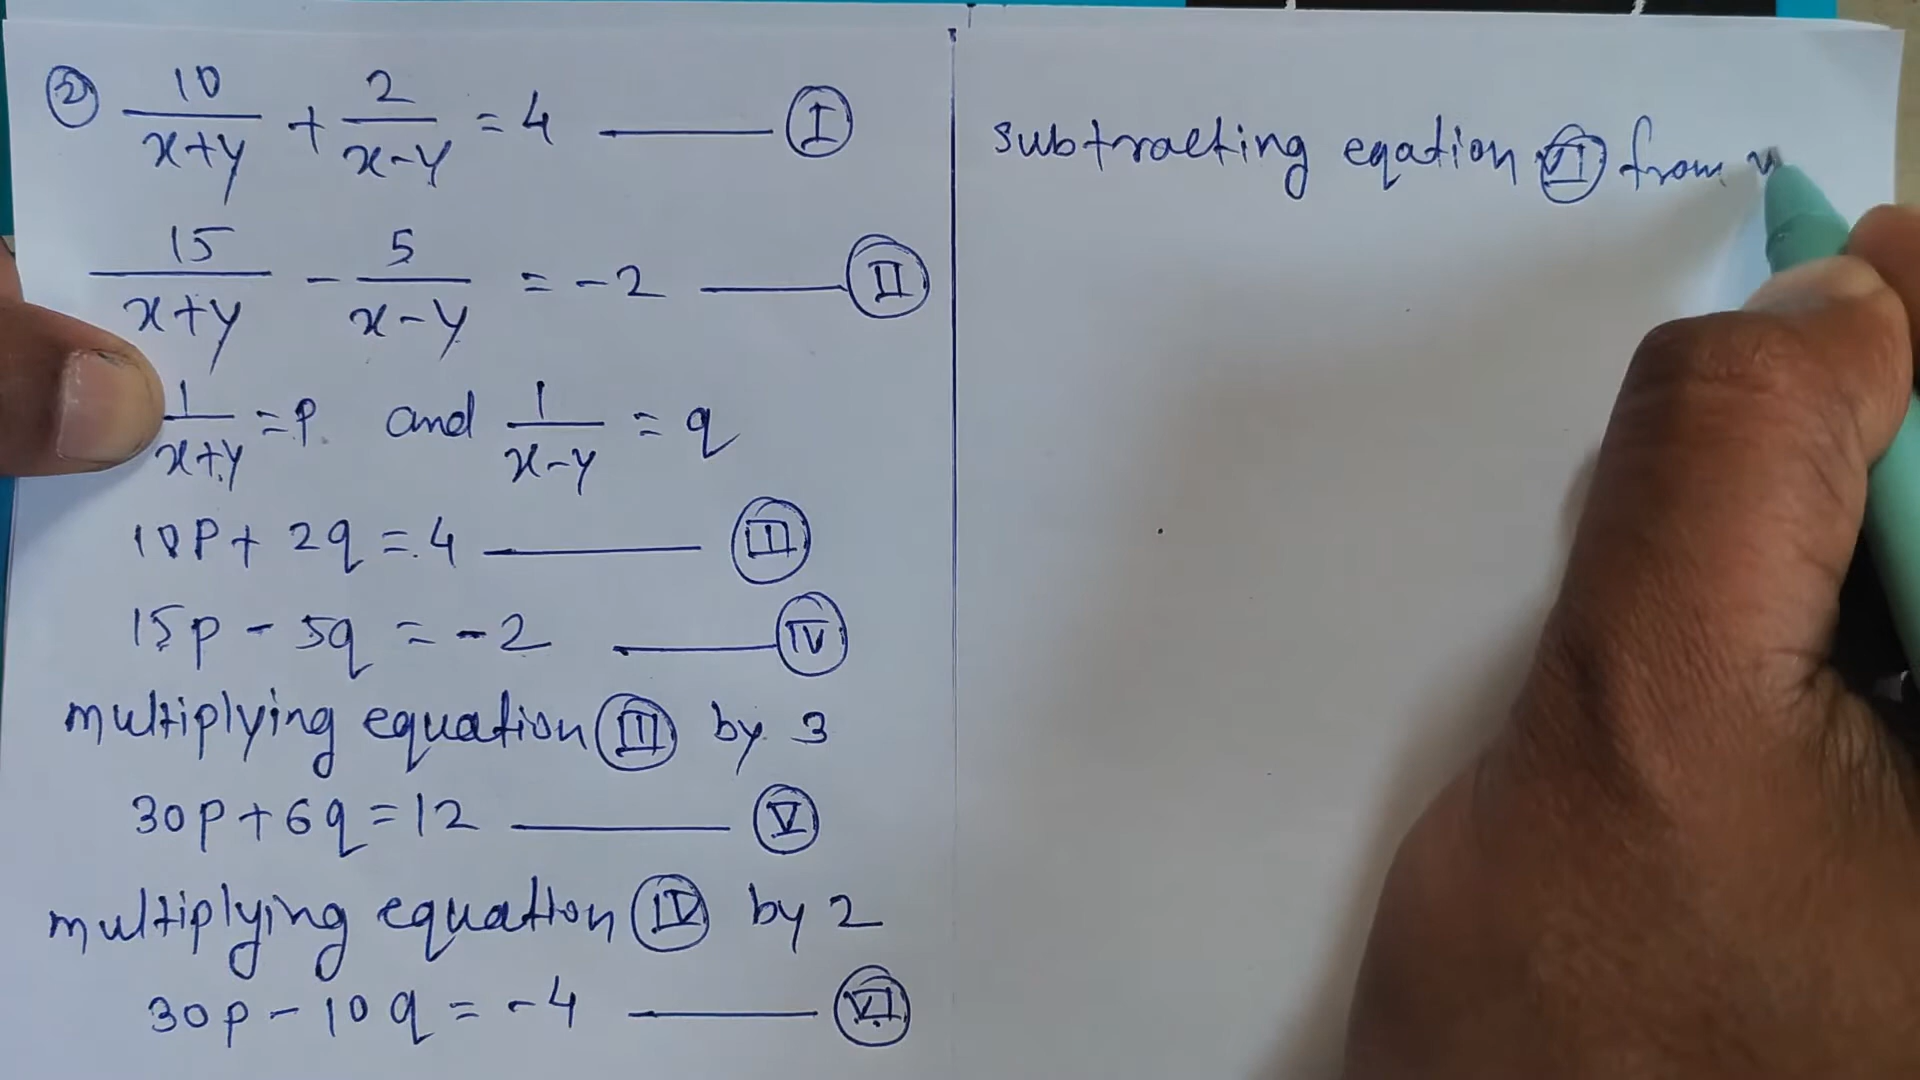 ② 10/(x+y) + 2/(x-y) = 4 —— Ⅰ
15/(x+y) - 5/(x-y) = -2 —— Ⅱ
1/(x+y) = P and 1/(x-y) = q
10P + 2q = 4 —— Ⅲ
15p - 5q = -2 —— Ⅳ
multiplying equation Ⅲ by 3
30p + 6q = 12 —— Ⅴ
multiplying equation Ⅳ by 2
30p - 10q = -4 —— Ⅵ
subtracting eqation Ⅵ from